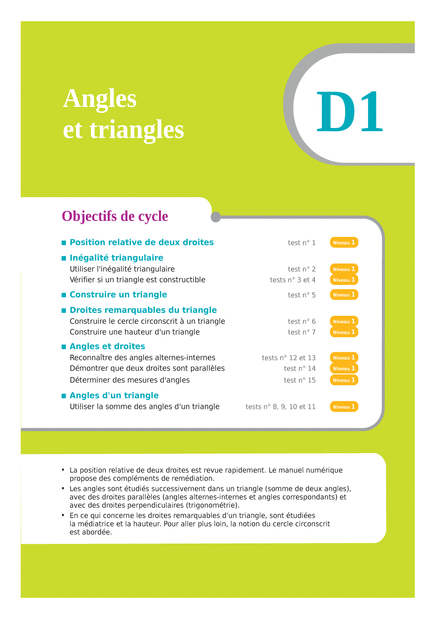 Angles
et triangles
D1
Objectifs de cycle
Position relative de deux droites test n° 1 Niveau 1
Inégalité triangulaire
Utiliser l'inégalité triangulaire test n° 2 Niveau 1
Vérifier si un triangle est constructible tests n° 3 et 4 Niveau 1
Construire un triangle test n° 5 Niveau 1
Droites remarquables du triangle
Construire le cercle circonscrit à un triangle test n° 6 Niveau 1
Construire une hauteur d'un triangle test n° 7 Niveau 1
Angles et droites
Reconnaître des angles alternes-internes tests n° 12 et 13 Niveau 1
Démontrer que deux droites sont parallèles test n° 14 Niveau 1
Déterminer des mesures d'angles test n° 15 Niveau 1
Angles d'un triangle
Utiliser la somme des angles d'un triangle tests n° 8, 9, 10 et 11 Niveau 1
• La position relative de deux droites est revue rapidement. Le manuel numérique
propose des compléments de remédiation.
• Les angles sont étudiés successivement dans un triangle (somme de deux angles),
avec des droites parallèles (angles alternes-internes et angles correspondants) et
avec des droites perpendiculaires (trigonométrie).
• En ce qui concerne les droites remarquables d'un triangle, sont étudiées
la médiatrice et la hauteur. Pour aller plus loin, la notion du cercle circonscrit
est abordée.